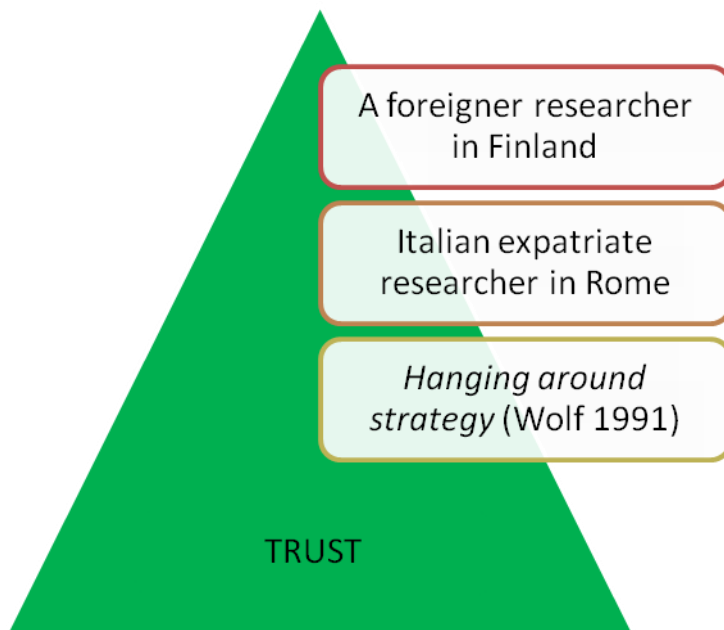 A foreigner researcher
in Finland
Italian expatriate
researcher in Rome
Hanging around
strategy (Wolf 1991)
TRUST